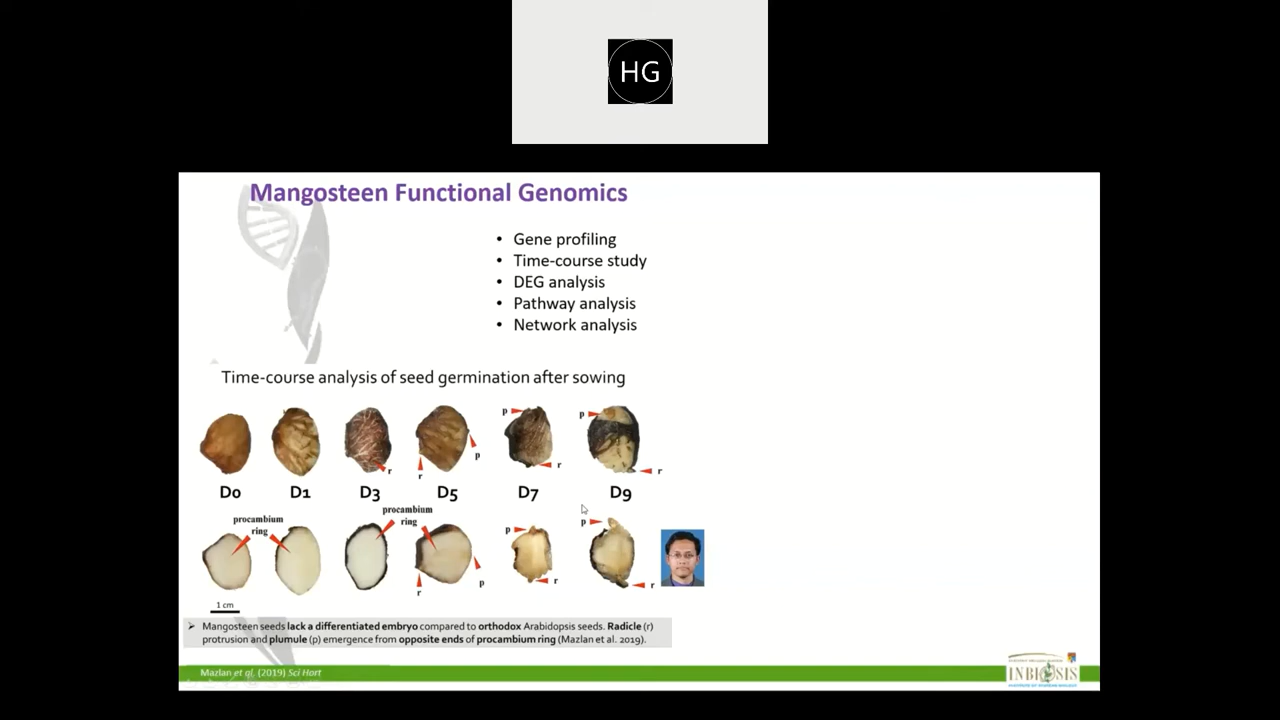 HG
Mangosteen Functional Genomics
• Gene profiling
• Time-course study
• DEG analysis
• Pathway analysis
• Network analysis
Time-course analysis of seed germination after sowing
p
p
r
p
r
r
r
r
D0 D1 D3 D5 D7 D9
procambium
ring
procambium
ring
p
p
r
p
r
r
1 cm
➢ Mangosteen seeds lack a differentiated embryo compared to orthodox Arabidopsis seeds. Radicle (r)
protrusion and plumule (p) emergence from opposite ends of procambium ring (Mazlan et al. 2019).
Mazlan et al. (2019) Sci Hort
INBIOSIS